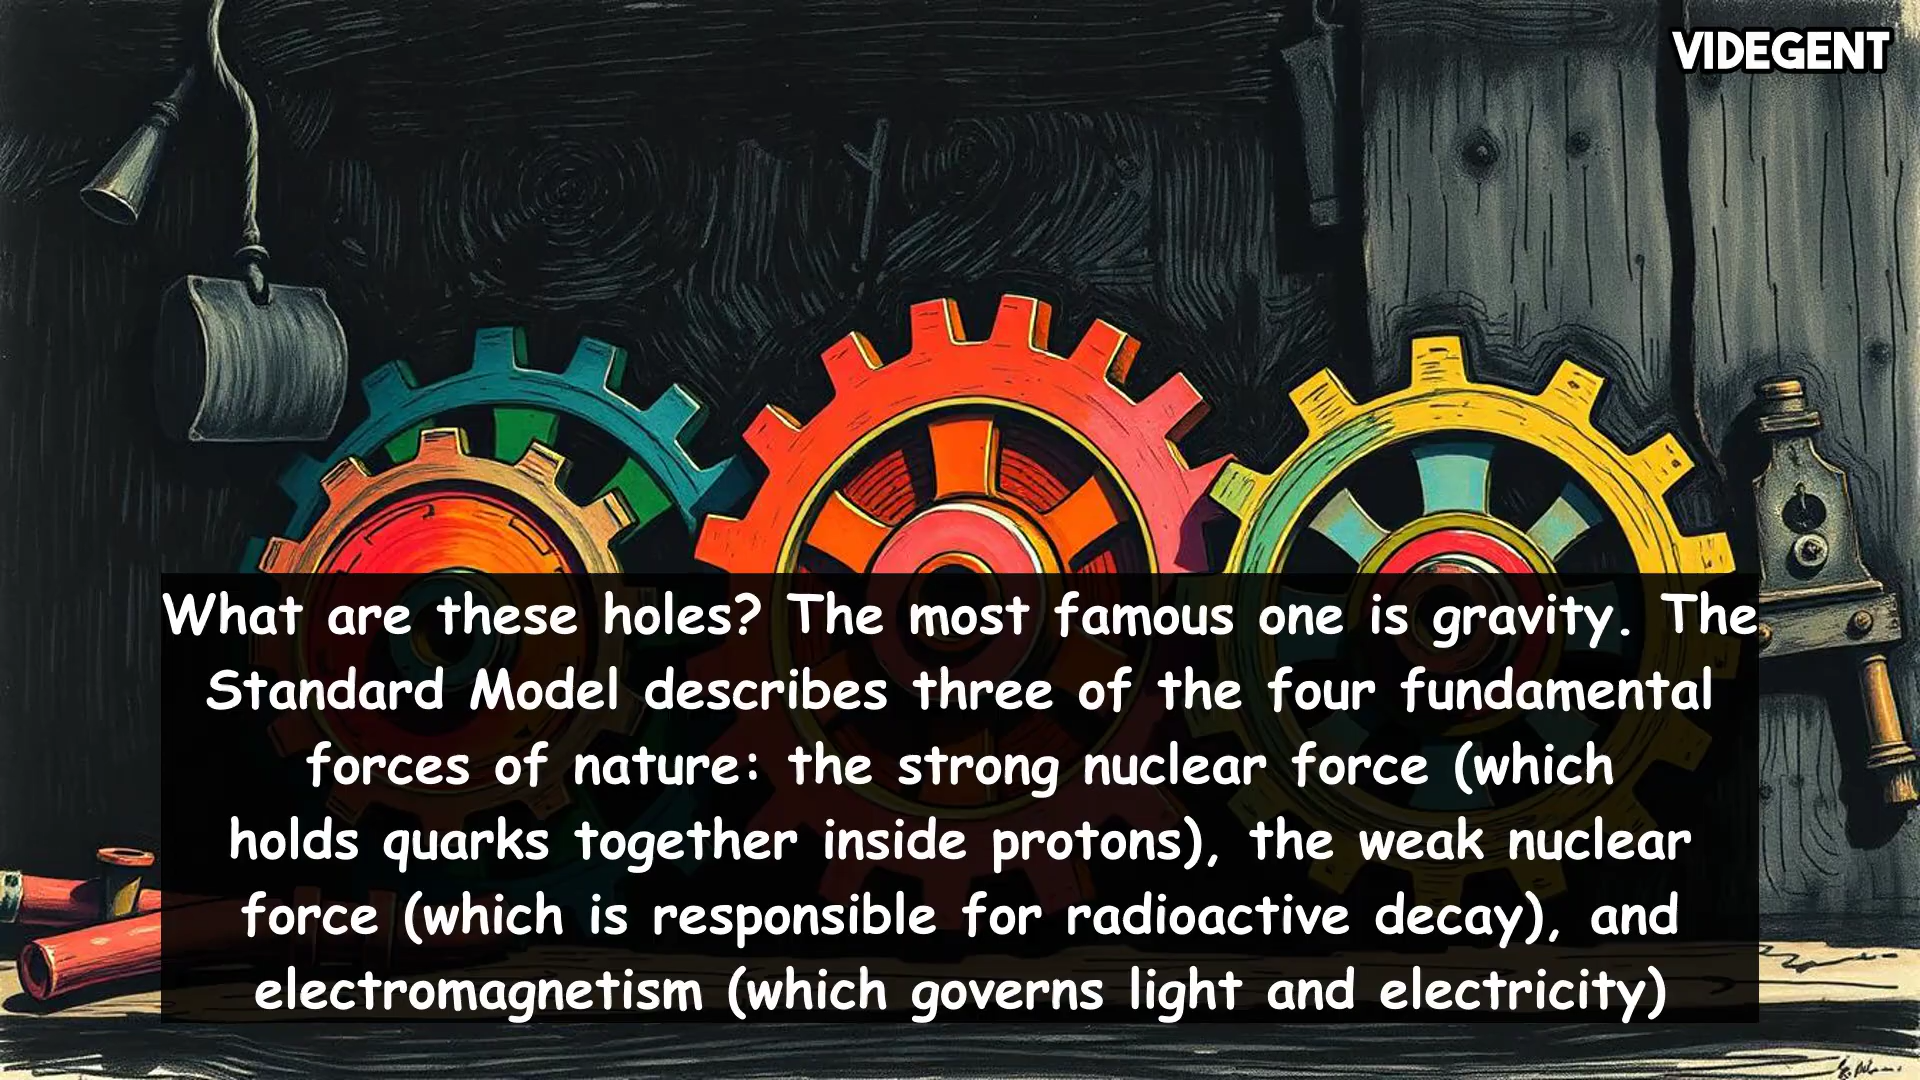 VIDEGENT
What are these holes? The most famous one is gravity. The
Standard Model describes three of the four fundamental
forces of nature: the strong nuclear force (which
holds quarks together inside protons), the weak nuclear
force (which is responsible for radioactive decay), and
electromagnetism (which governs light and electricity)